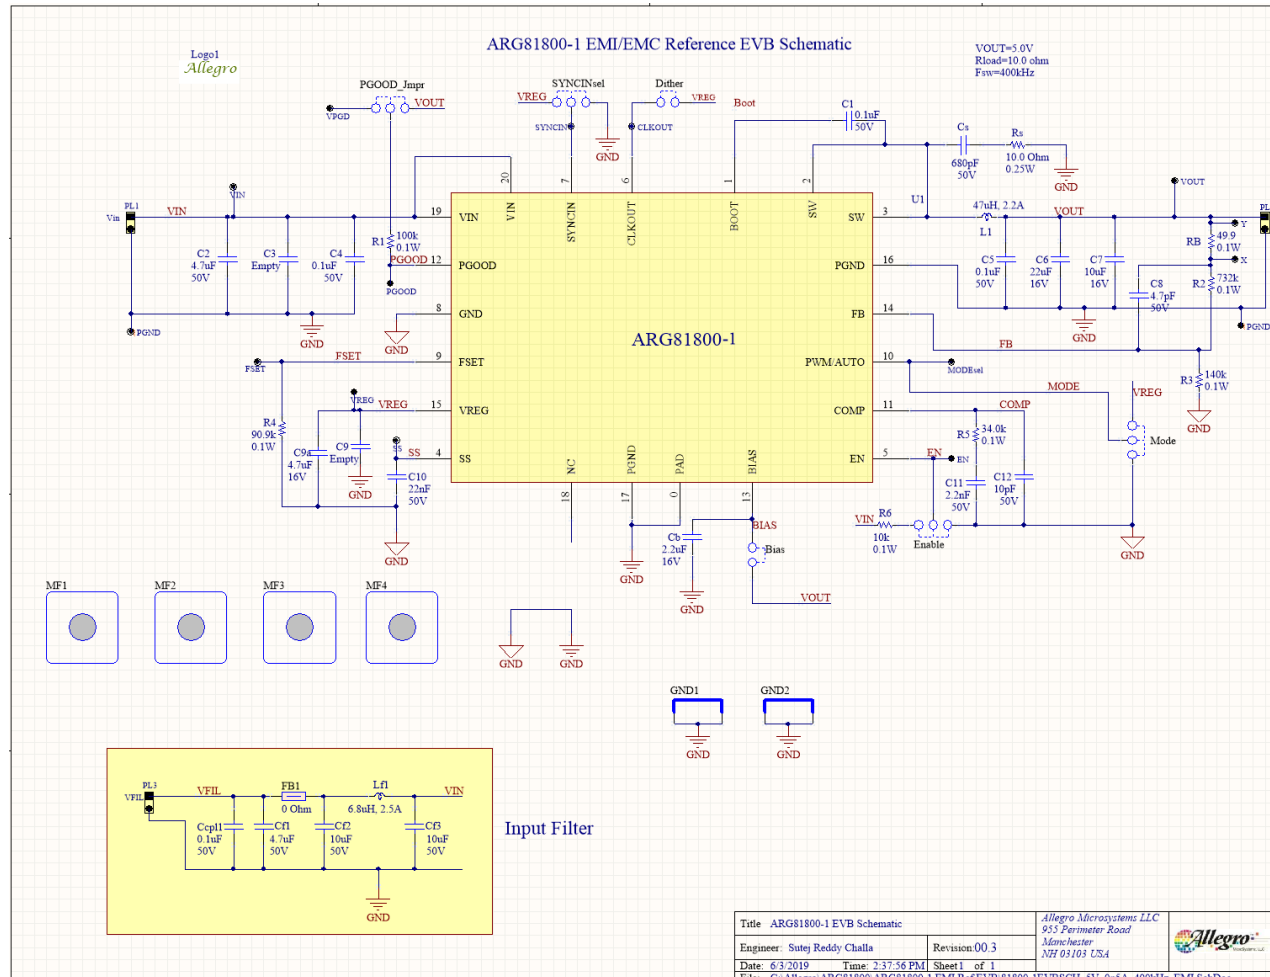 ARG81800-1 EMI/EMC Reference EVB Schematic
VOUT=5.0V
Rload=10.0 ohm
Fsw=400kHz
Logo1
Allegro
PGOOD_Jmpr
VPGD
VOUT
SYNCINsel
VREG
SYNCIN
GND
Dither
VREG
CLKOUT
Boot
C1
0.1uF
50V
Cs
680pF
50V
Rs
10.0 Ohm
0.25W
GND
PL1
Vin
VIN
VIN
C2
4.7uF
50V
C3
Empty
C4
0.1uF
50V
R1
100k
0.1W
PGOOD
PGOOD
PGND
GND
GND
20
7
6
1
2
U1
VIN
SYNCIN
CLKOUT
BOOT
SW
19
VIN
12
PGOOD
8
GND
9
FSET
15
VREG
4
SS
ARG81800-1
SW
3
PGND
16
FB
14
PWM/AUTO
10
COMP
11
EN
5
NC
PGND
PAD
BIAS
18
17
0
13
47uH, 2.2A
L1
VOUT
VOUT
PL
C5
0.1uF
50V
C6
22uF
16V
C7
10uF
16V
C8
4.7pF
50V
RB
49.9
0.1W
Y
X
R2
732k
0.1W
GND
PGND
FB
R3
140k
0.1W
GND
MODEsel
MODE
VREG
Mode
COMP
R5
34.0k
0.1W
C11
2.2nF
50V
C12
10pF
50V
EN
EN
VIN
R6
10k
0.1W
Enable
GND
FSET
FSET
R4
90.9k
0.1W
VREG
VREG
C9a
4.7uF
16V
C9
Empty
GND
SS
SS
C10
22nF
50V
GND
GND
Cb
2.2uF
16V
GND
BIAS
Bias
VOUT
MF1
MF2
MF3
MF4
GND
GND
GND1
GND
GND2
GND
PL3
VFIL
VFIL
FB1
0 Ohm
Lf1
6.8uH, 2.5A
VIN
Ccpl1
0.1uF
50V
Cf1
4.7uF
50V
Cf2
10uF
50V
Cf3
10uF
50V
GND
Input Filter
Title ARG81800-1 EVB Schematic
Engineer: Sutej Reddy Challa
Revision:00.3
Date: 6/3/2019 Time: 2:37:56 PM Sheet1 of 1
Allegro Microsystems LLC
955 Perimeter Road
Manchester
NH 03103 USA
Allegro